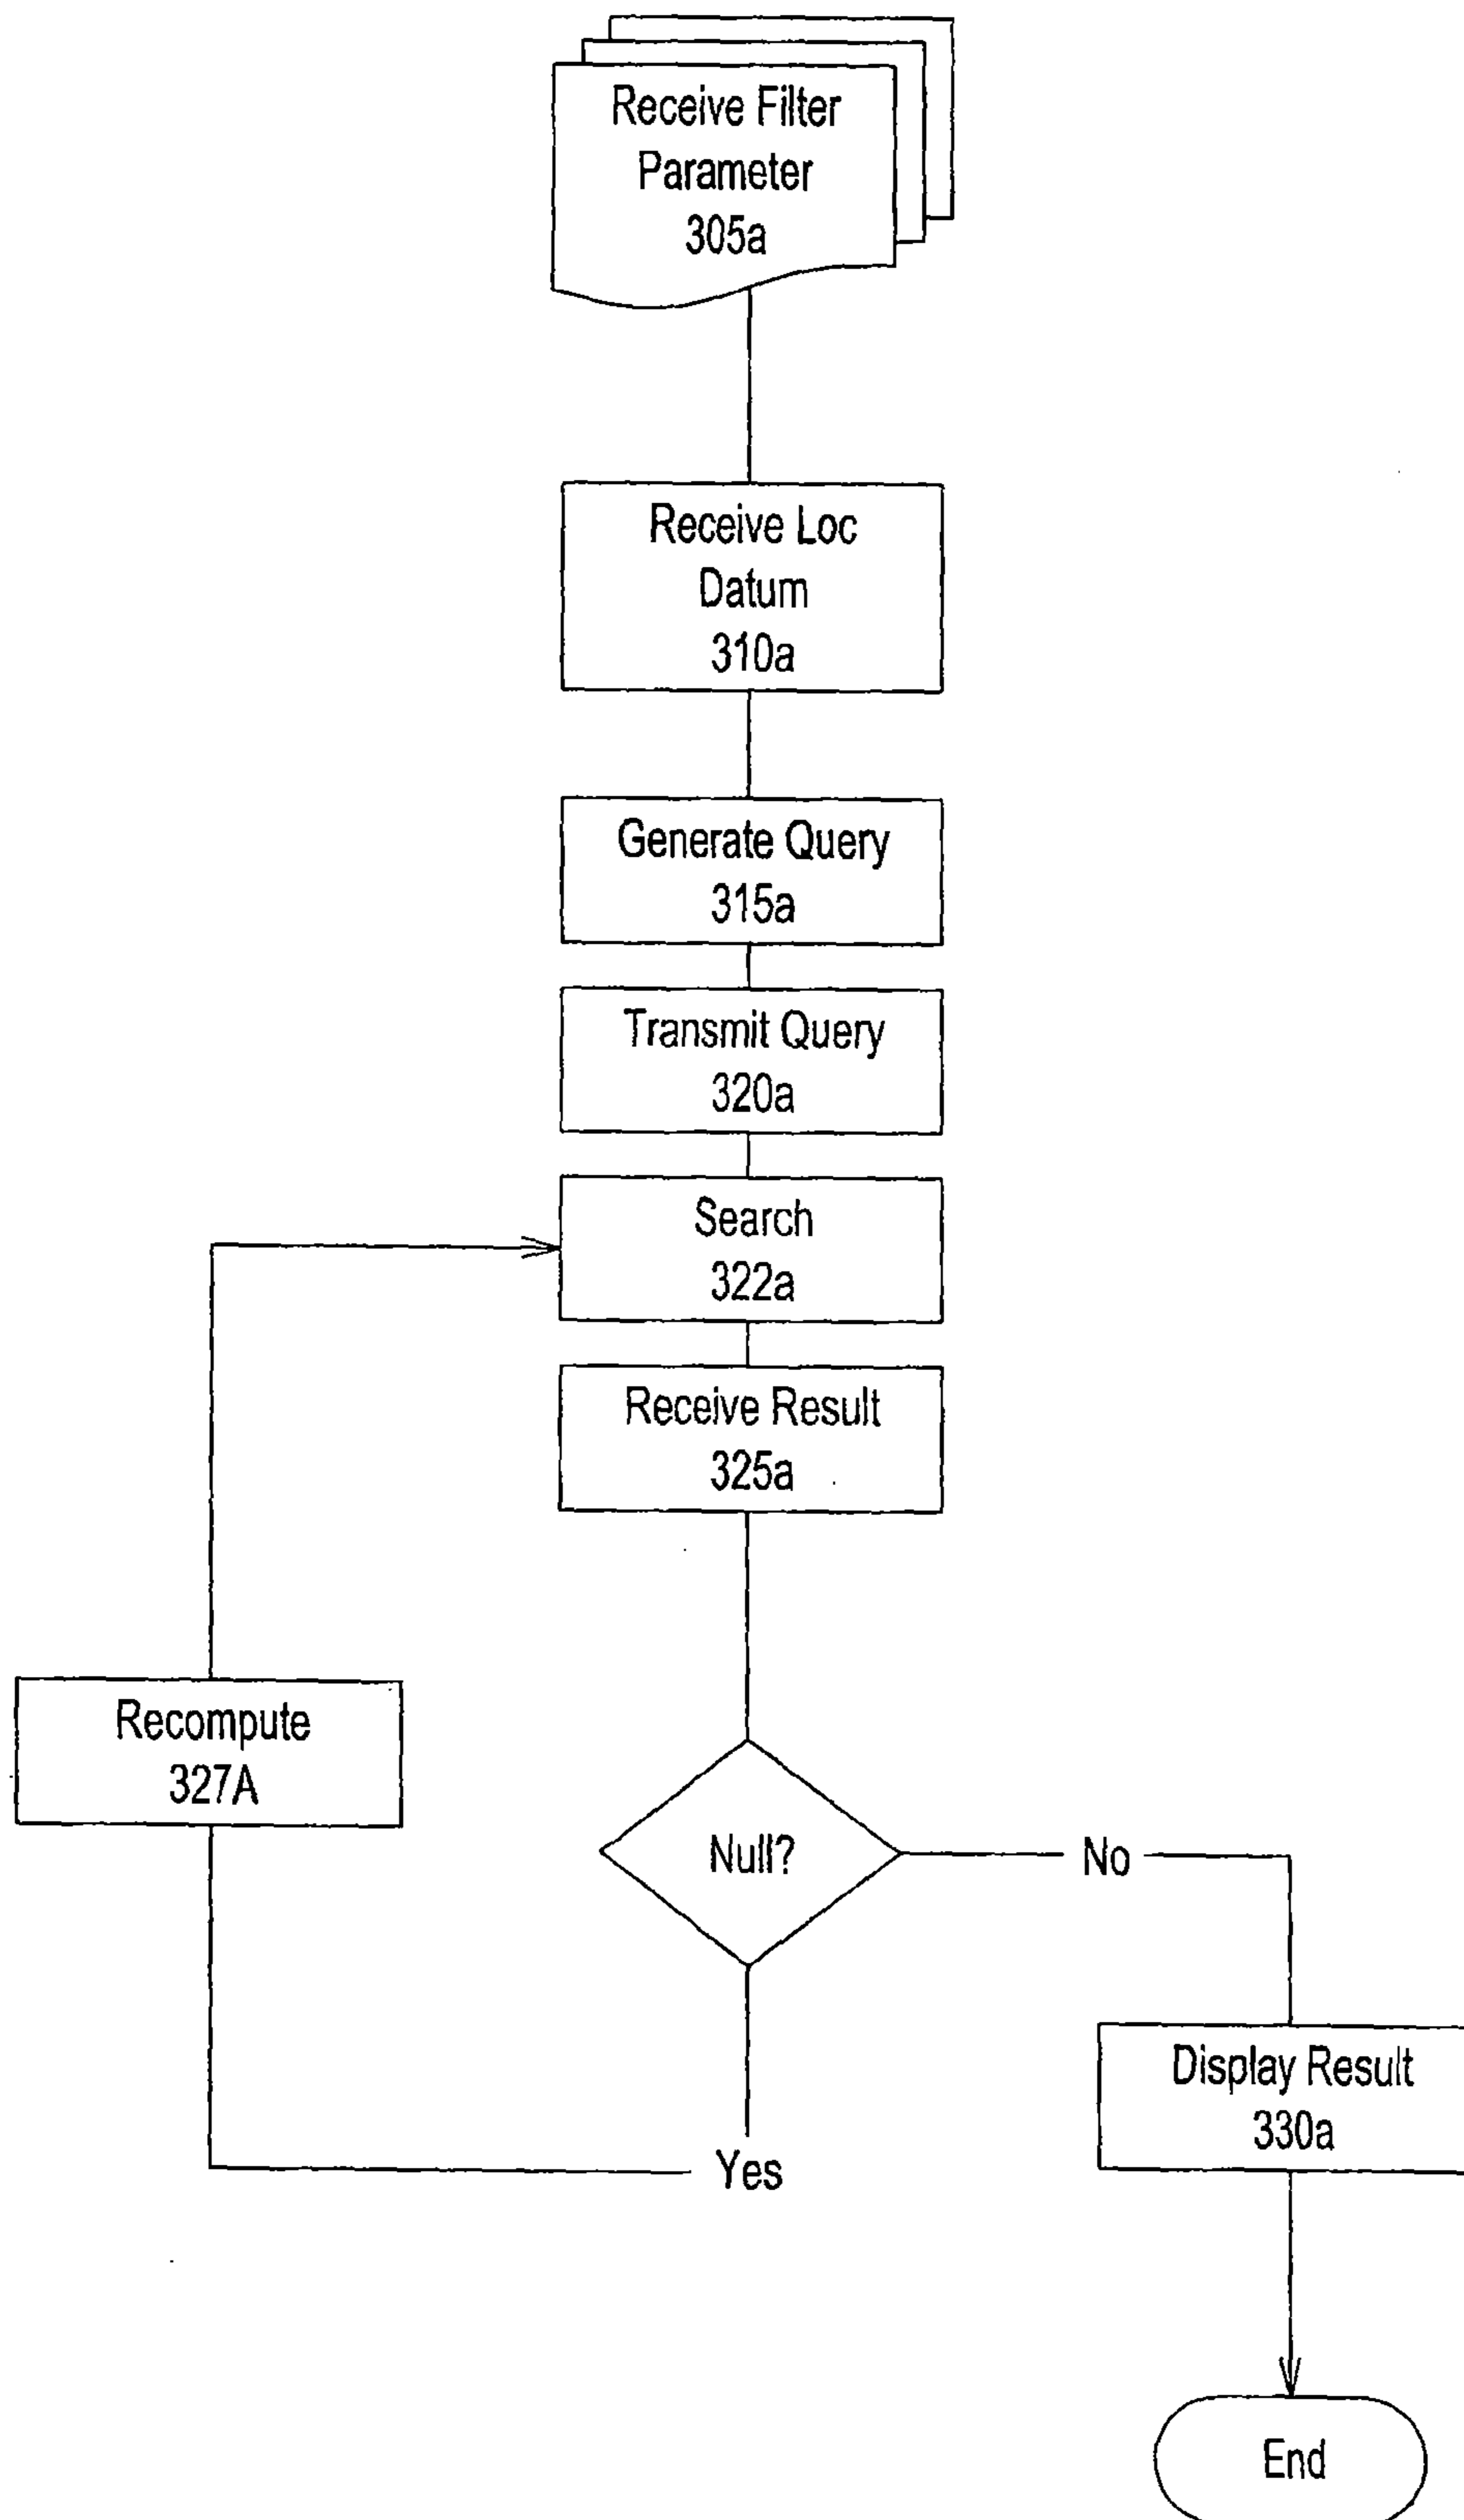 Receive Filter
Parameter
305a
Receive Loc
Datum
310a
Generate Query
315a
Transmit Query
320a
Search
322a
Receive Result
325a
Recompute
327A
Null?
No
Display Result
330a
Yes
End